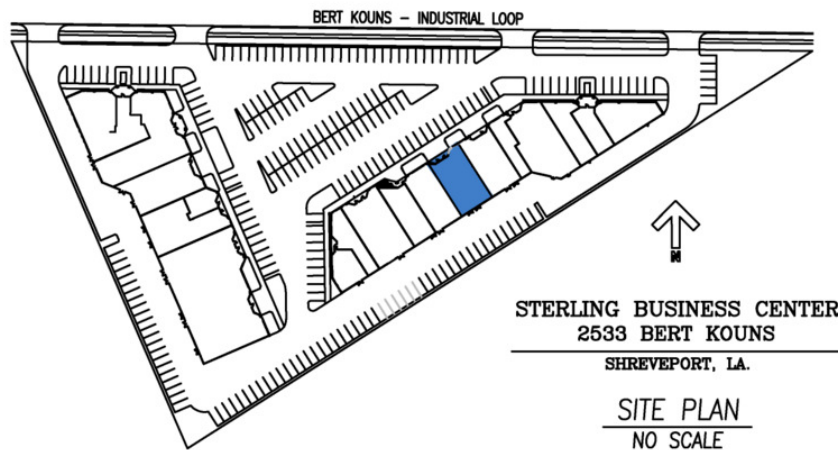 BERT KOUNS - INDUSTRIAL LOOP
N
STERLING BUSINESS CENTER
2533 BERT KOUNS
SHREVEPORT, LA.
SITE PLAN
NO SCALE